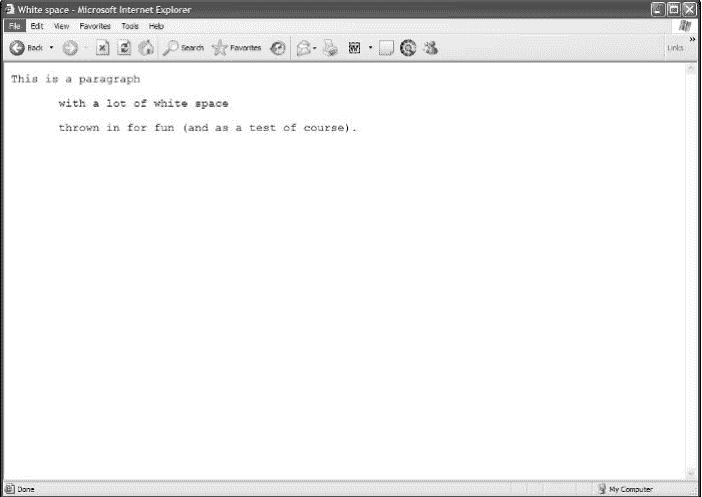 White space - Microsoft Internet Explorer
File Edit View Favorites Tools Help
Back Search Favorites W Links »
This is a paragraph
with a lot of white space
thrown in for fun (and as a test of course).
Done My Computer